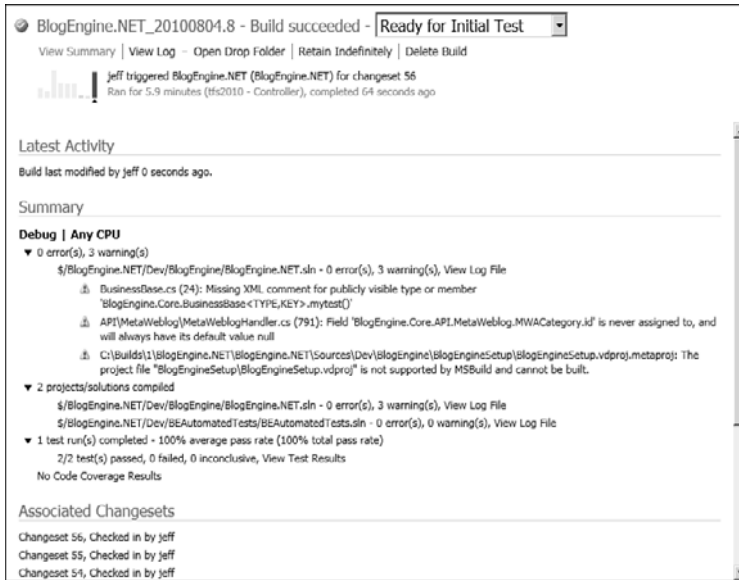 BlogEngine.NET_20100804.8 - Build succeeded - Ready for Initial Test
View Summary | View Log - Open Drop Folder | Retain Indefinitely | Delete Build
jeff triggered BlogEngine.NET (BlogEngine.NET) for changeset 56
Ran for 5.9 minutes (tfs2010 - Controller), completed 64 seconds ago
Latest Activity
Build last modified by jeff 0 seconds ago.
Summary
Debug | Any CPU
0 error(s), 3 warning(s)
$/BlogEngine.NET/Dev/BlogEngine/BlogEngine.NET.sln - 0 error(s), 3 warning(s), View Log File
BusinessBase.cs (24): Missing XML comment for publicly visible type or member
'BlogEngine.Core.BusinessBase<TYPE,KEY>.mytest()'
API\MetaWeblog\MetaWeblogHandler.cs (791): Field 'BlogEngine.Core.API.MetaWeblog.MWACategory.id' is never assigned to, and
will always have its default value null
C:\Builds\1\BlogEngine.NET\BlogEngine.NET\Sources\Dev\BlogEngine\BlogEngineSetup\BlogEngineSetup.vdproj.metaproj: The
project file "BlogEngineSetup\BlogEngineSetup.vdproj" is not supported by MSBuild and cannot be built.
2 projects/solutions compiled
$/BlogEngine.NET/Dev/BlogEngine/BlogEngine.NET.sln - 0 error(s), 3 warning(s), View Log File
$/BlogEngine.NET/Dev/BEAutomatedTests/BEAutomatedTests.sln - 0 error(s), 0 warning(s), View Log File
1 test run(s) completed - 100% average pass rate (100% total pass rate)
2/2 test(s) passed, 0 failed, 0 inconclusive, View Test Results
No Code Coverage Results
Associated Changesets
Changeset 56, Checked in by jeff
Changeset 55, Checked in by jeff
Changeset 54, Checked in by jeff